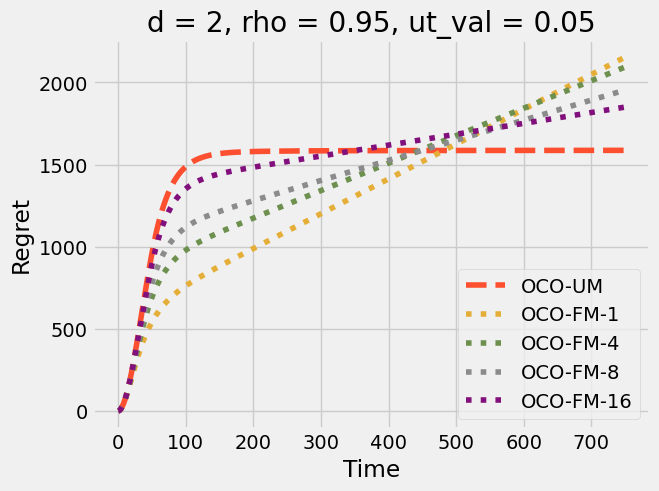 d = 2, rho = 0.95, ut_val = 0.05
Regret
2000
1500
1000
500
0
0 100 200 300 400 500 600 700
Time
OCO-UM
OCO-FM-1
OCO-FM-4
OCO-FM-8
OCO-FM-16